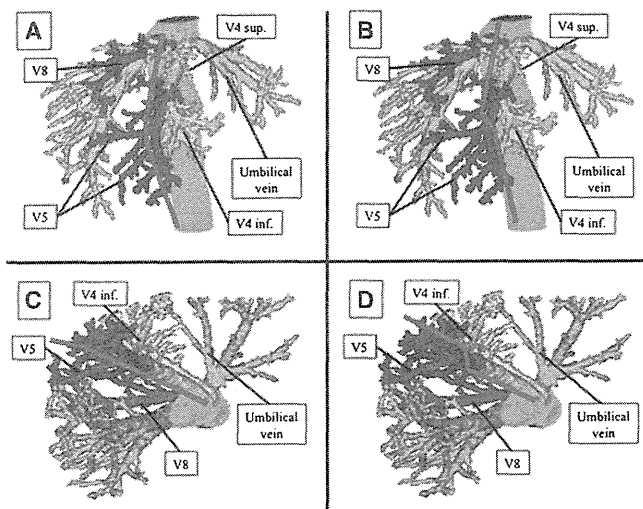 A
V4 sup.
V8
Umbilical
vein
V5
V4 inf.
B
V4 sup.
V8
Umbilical
vein
V5
V4 inf.
C
V4 inf.
V5
Umbilical
vein
V8
D
V4 inf.
V5
Umbilical
vein
V8